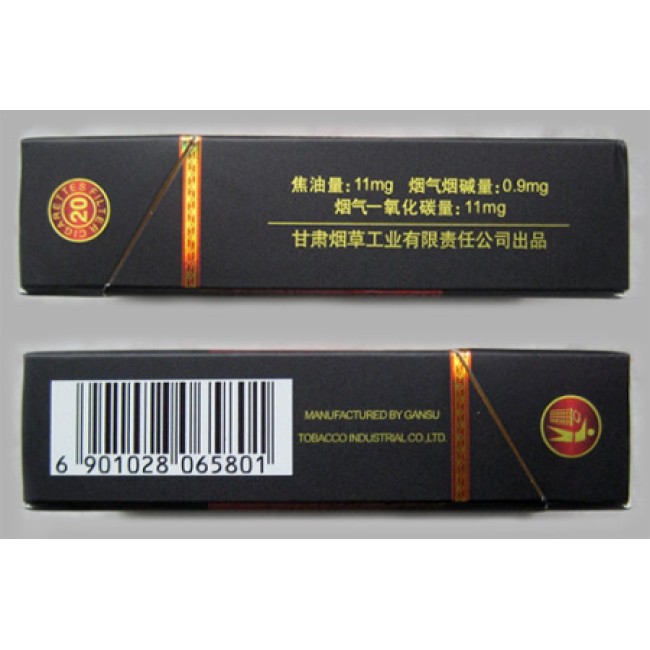 CIGARETTES FILTER
20
焦油量:11mg 烟气烟碱量:0.9mg
烟气一氧化碳量:11mg
甘肃烟草工业有限责任公司出品
MANUFACTURED BY GANSU
TOBACCO INDUSTRIAL CO.,LTD.
6 901028 065801